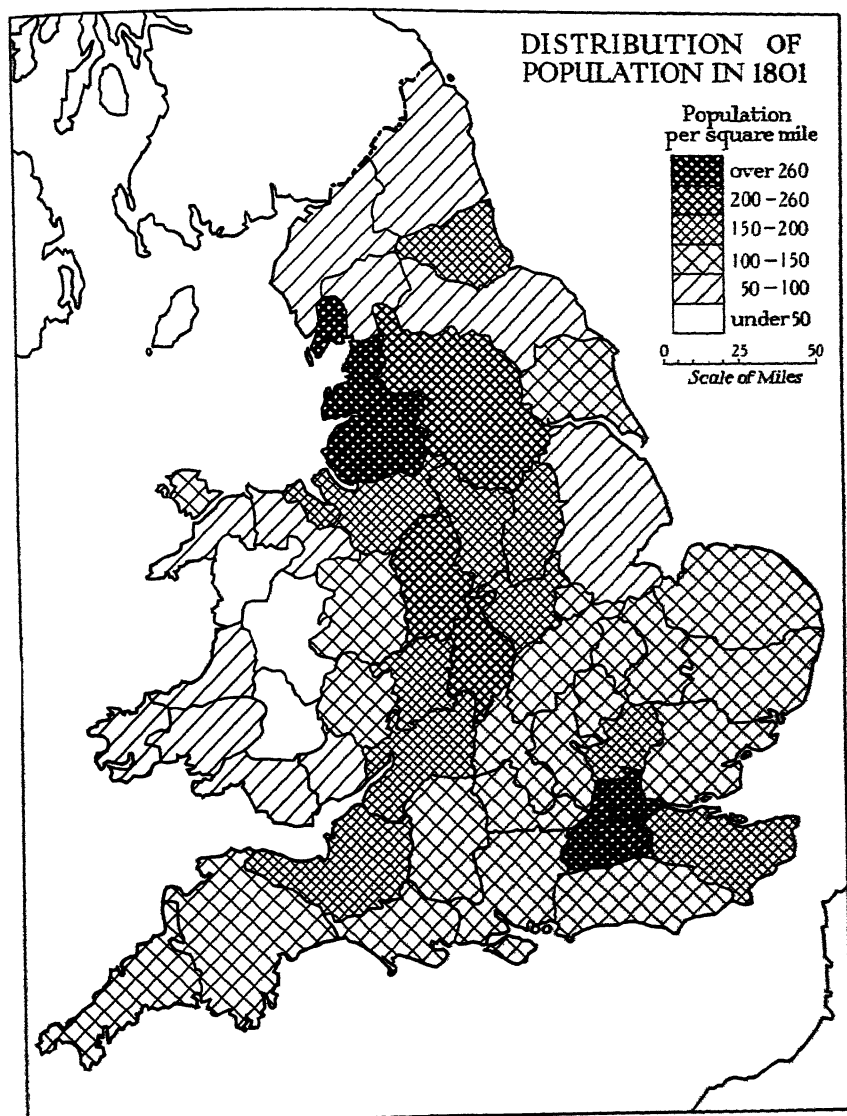 DISTRIBUTION OF
POPULATION IN 1801
Population
per square mile
over 260
200-260
150-200
100-150
50-100
under 50
0 25 50
Scale of Miles